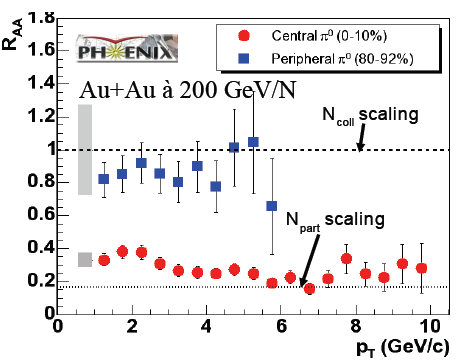 R_AA
1.8
1.6
1.4
1.2
1
0.8
0.6
0.4
0.2
0
PHENIX
Central π⁰ (0-10%)
Peripheral π⁰ (80-92%)
Au+Au à 200 GeV/N
N_coll scaling
N_part scaling
0 2 4 6 8 10
p_T (GeV/c)